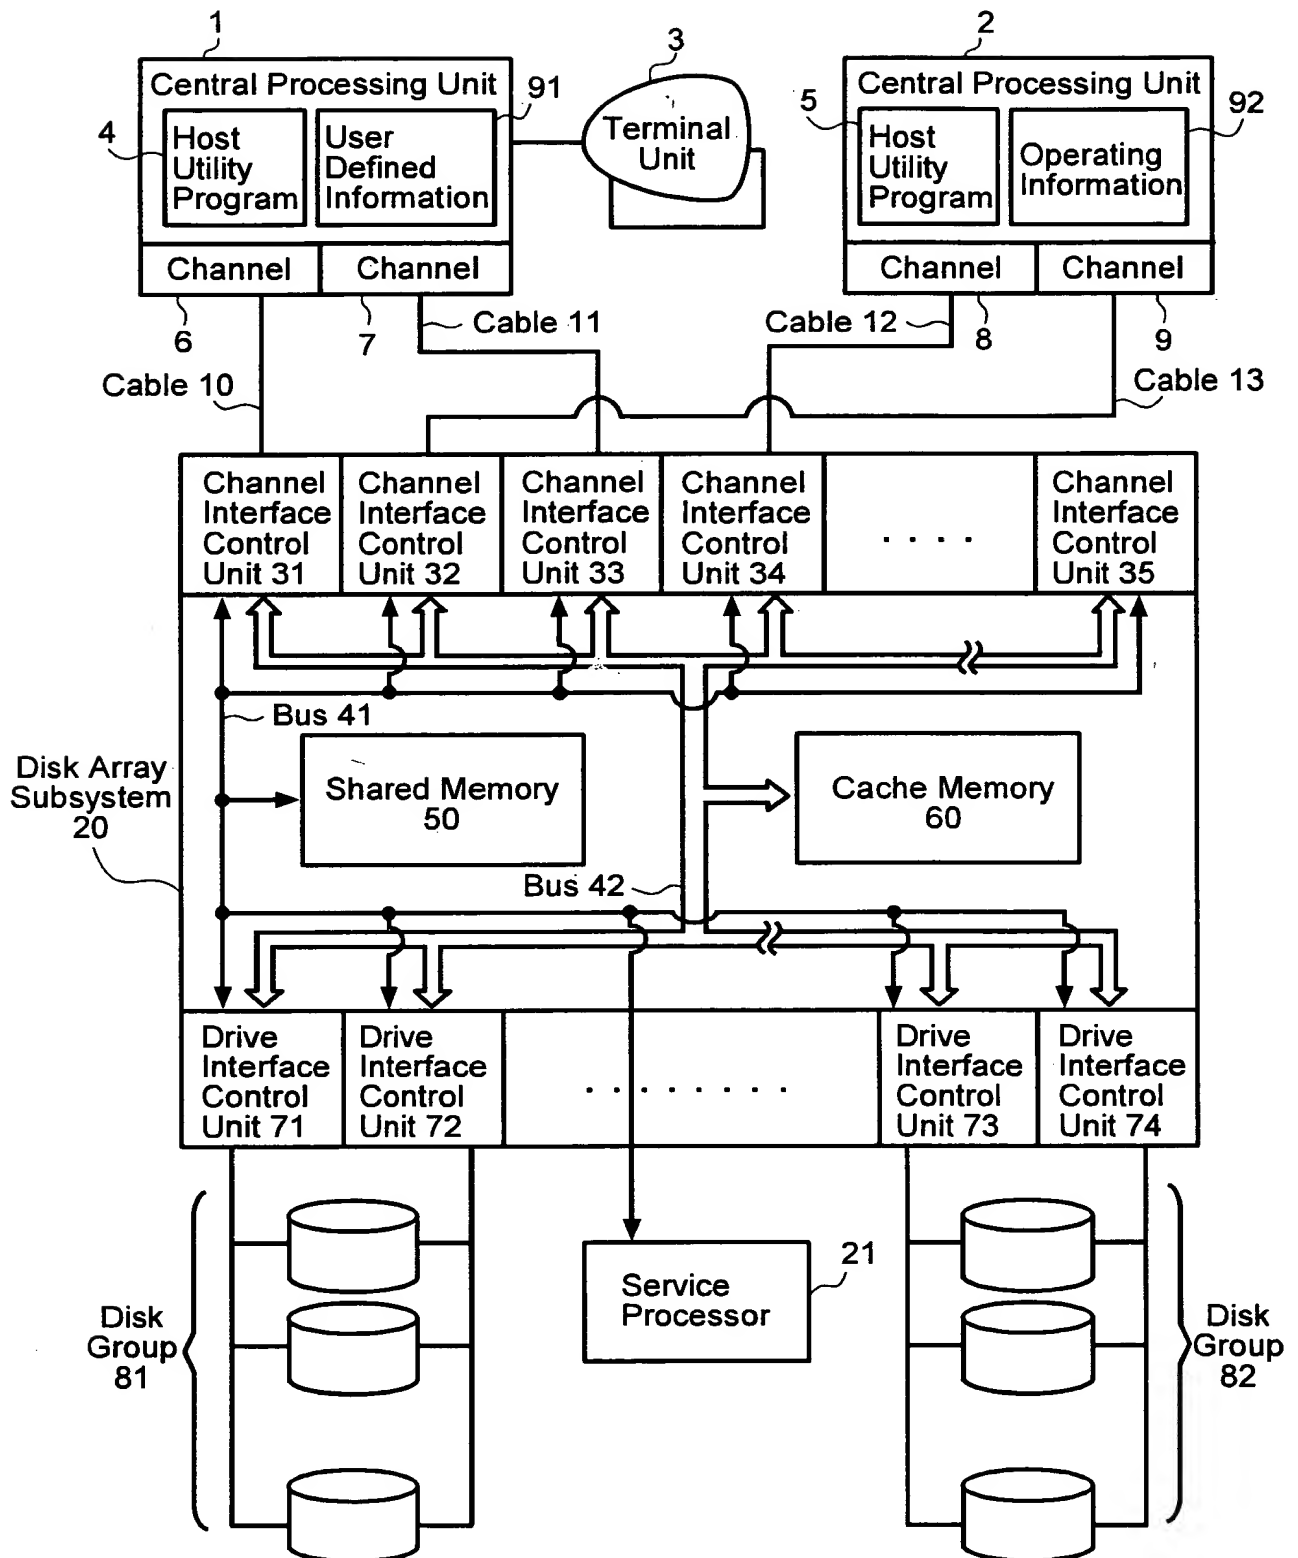 1
2
3
Central Processing Unit
91
4
Host
Utility
Program
User
Defined
Information
Terminal
Unit
Central Processing Unit
5
92
Host
Utility
Program
Operating
Information
Channel
Channel
Channel
Channel
6
7
8
9
Cable 11
Cable 12
Cable 10
Cable 13
Channel
Interface
Control
Unit 31
Channel
Interface
Control
Unit 32
Channel
Interface
Control
Unit 33
Channel
Interface
Control
Unit 34
. . . .
Channel
Interface
Control
Unit 35
Bus 41
Disk Array
Subsystem
20
Shared Memory
50
Cache Memory
60
Bus 42
Drive
Interface
Control
Unit 71
Drive
Interface
Control
Unit 72
. . . . . . . . .
Drive
Interface
Control
Unit 73
Drive
Interface
Control
Unit 74
Disk
Group
81
Service
Processor
21
Disk
Group
82